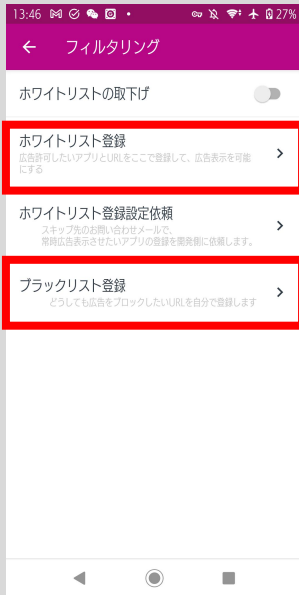 13:46
27%
フィルタリング
ホワイトリストの取下げ
ホワイトリスト登録
広告許可したいアプリとURLをここで登録して、広告表示を可能
にする
ホワイトリスト登録設定依頼
スキップ先のお問い合わせメールで、
常時広告表示させたいアプリの登録を開発側に依頼します。
ブラックリスト登録
どうしても広告をブロックしたいURLを自分で登録します